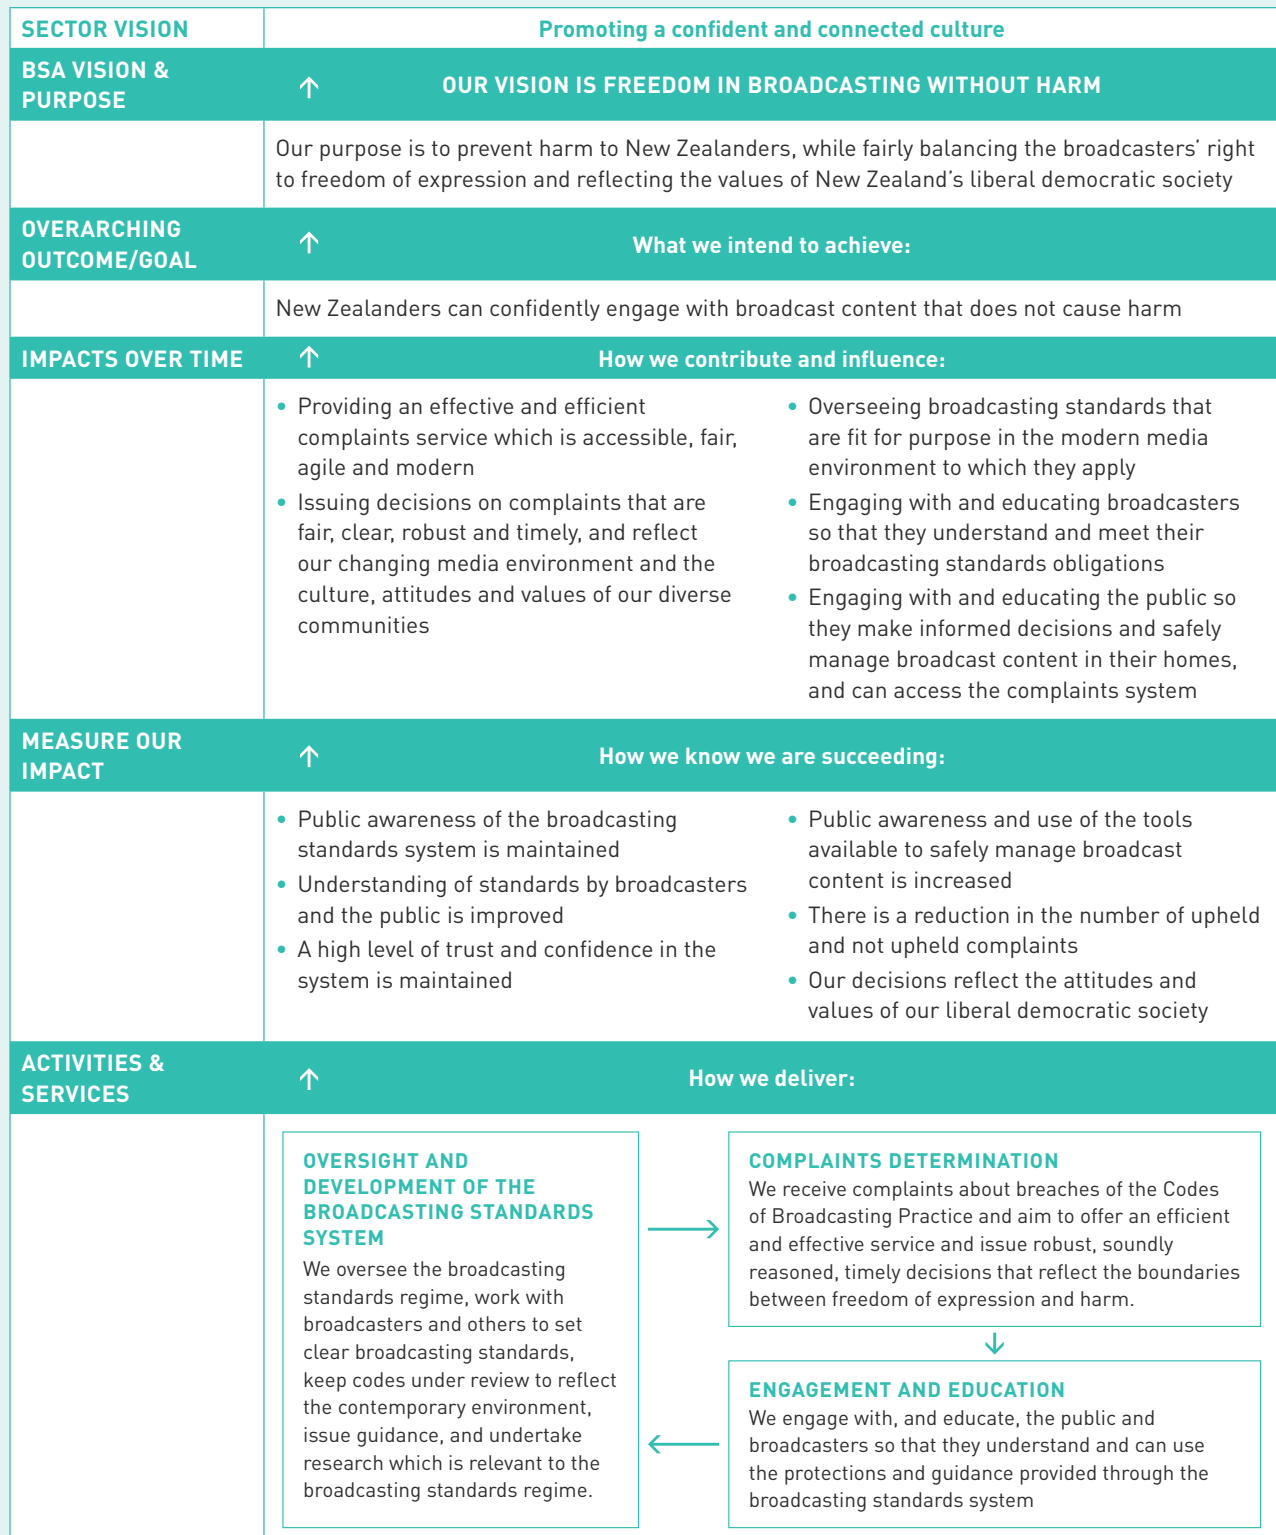 SECTOR VISION
Promoting a confident and connected culture
BSA VISION &
PURPOSE
↑
OUR VISION IS FREEDOM IN BROADCASTING WITHOUT HARM
Our purpose is to prevent harm to New Zealanders, while fairly balancing the broadcasters’ right
to freedom of expression and reflecting the values of New Zealand’s liberal democratic society
OVERARCHING
OUTCOME/GOAL
↑
What we intend to achieve:
New Zealanders can confidently engage with broadcast content that does not cause harm
IMPACTS OVER TIME
↑
How we contribute and influence:
• Providing an effective and efficient
complaints service which is accessible, fair,
agile and modern
• Issuing decisions on complaints that are
fair, clear, robust and timely, and reflect
our changing media environment and the
culture, attitudes and values of our diverse
communities
• Overseeing broadcasting standards that
are fit for purpose in the modern media
environment to which they apply
• Engaging with and educating broadcasters
so that they understand and meet their
broadcasting standards obligations
• Engaging with and educating the public so
they make informed decisions and safely
manage broadcast content in their homes,
and can access the complaints system
MEASURE OUR
IMPACT
↑
How we know we are succeeding:
• Public awareness of the broadcasting
standards system is maintained
• Understanding of standards by broadcasters
and the public is improved
• A high level of trust and confidence in the
system is maintained
• Public awareness and use of the tools
available to safely manage broadcast
content is increased
• There is a reduction in the number of upheld
and not upheld complaints
• Our decisions reflect the attitudes and
values of our liberal democratic society
ACTIVITIES &
SERVICES
↑
How we deliver:
OVERSIGHT AND
DEVELOPMENT OF THE
BROADCASTING STANDARDS
SYSTEM
We oversee the broadcasting
standards regime, work with
broadcasters and others to set
clear broadcasting standards,
keep codes under review to reflect
the contemporary environment,
issue guidance, and undertake
research which is relevant to the
broadcasting standards regime.
→
COMPLAINTS DETERMINATION
We receive complaints about breaches of the Codes
of Broadcasting Practice and aim to offer an efficient
and effective service and issue robust, soundly
reasoned, timely decisions that reflect the boundaries
between freedom of expression and harm.
↓
ENGAGEMENT AND EDUCATION
We engage with, and educate, the public and
broadcasters so that they understand and can use
the protections and guidance provided through the
broadcasting standards system
←